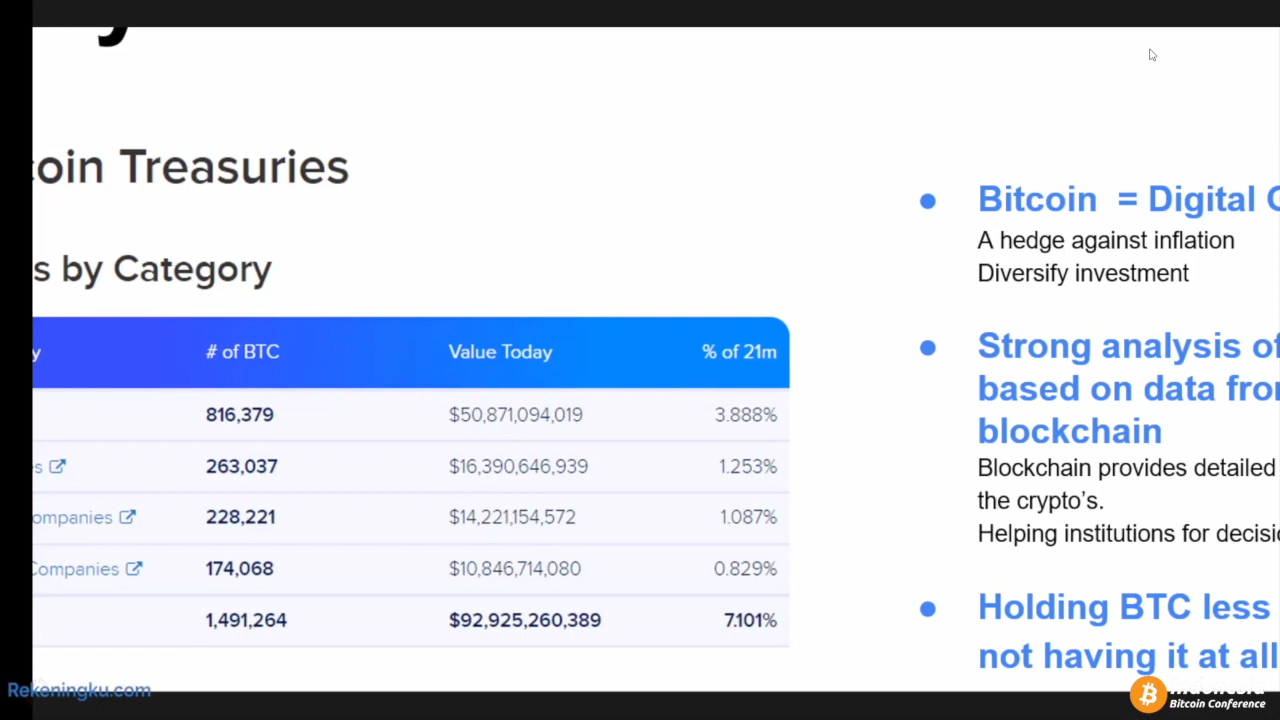 coin Treasuries
s by Category
y # of BTC Value Today % of 21m
816,379 $50,871,094,019 3.888%
es 263,037 $16,390,646,939 1.253%
ompanies 228,221 $14,221,154,572 1.087%
Companies 174,068 $10,846,714,080 0.829%
1,491,264 $92,925,260,389 7.101%
Bitcoin = Digital G
A hedge against inflation
Diversify investment
Strong analysis of
based on data from
blockchain
Blockchain provides detailed
the crypto's.
Helping institutions for decisio
Holding BTC less
not having it at all
Rekeningku.com
Indonesia
Bitcoin Conference